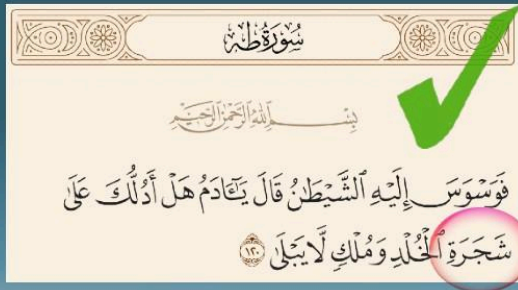 سُورَةُ طه
بِسْمِ ٱللَّهِ ٱلرَّحْمَٰنِ ٱلرَّحِيمِ
فَوَسْوَسَ إِلَيْهِ ٱلشَّيْطَٰنُ قَالَ يَٰٓـَٔادَمُ هَلْ أَدُلُّكَ عَلَىٰ
شَجَرَةِ ٱلْخُلْدِ وَمُلْكٍ لَّا يَبْلَىٰ ١٢٠